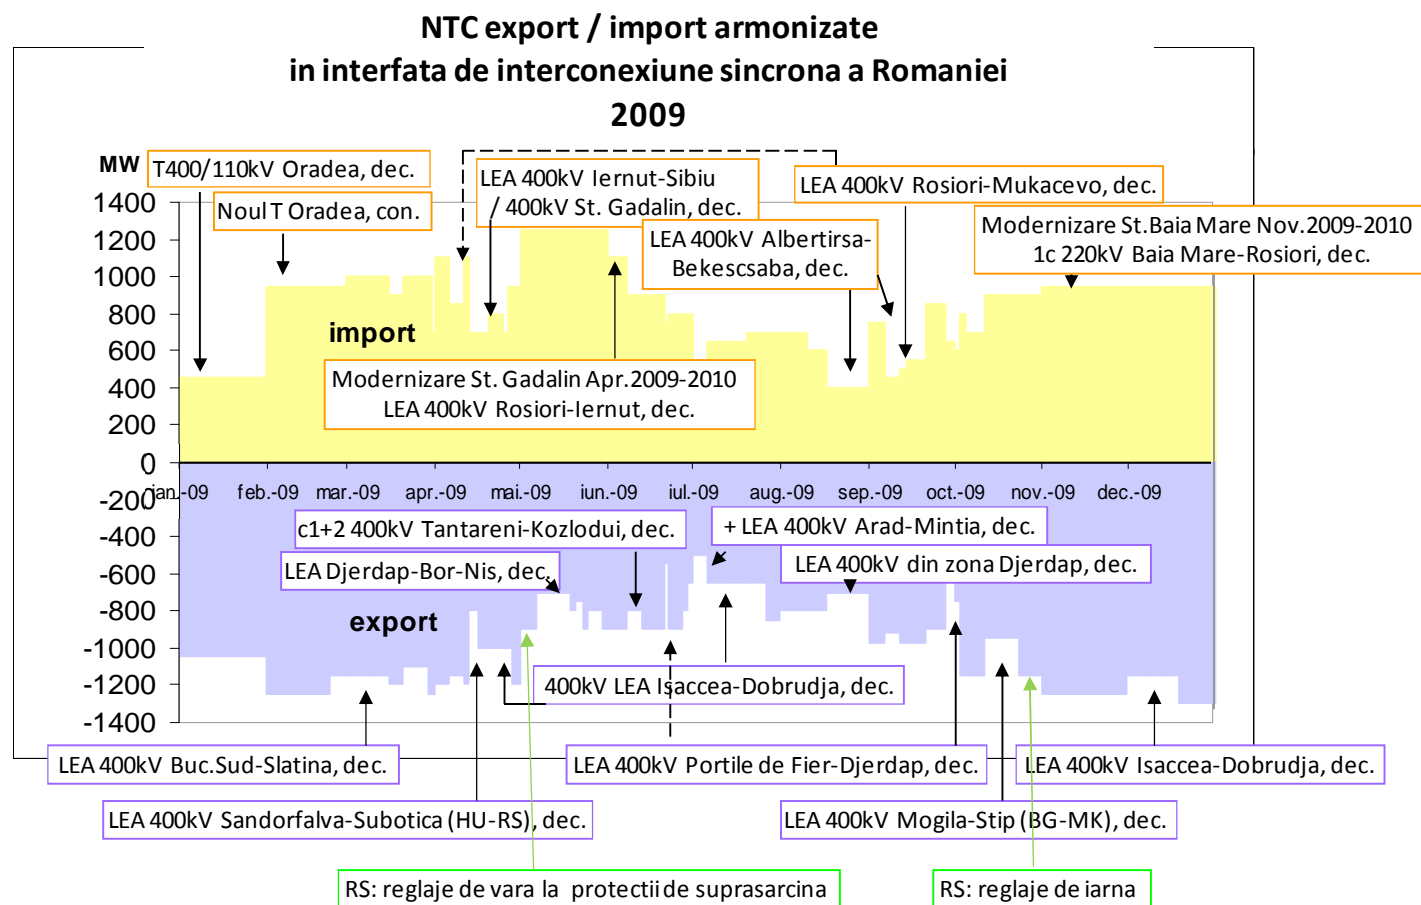 NTC export / import armonizate
in interfata de interconexiune sincrona a Romaniei
2009
MW
T400/110kV Oradea, dec.
Noul T Oradea, con.
LEA 400kV Iernut-Sibiu
/ 400kV St. Gadalin, dec.
LEA 400kV Rosiori-Mukacevo, dec.
LEA 400kV Albertirsa-
Bekescsaba, dec.
Modernizare St.Baia Mare Nov.2009-2010
1c 220kV Baia Mare-Rosiori, dec.
1400
1200
1000
800
600
400
200
0
-200
-400
-600
-800
-1000
-1200
-1400
import
Modernizare St. Gadalin Apr.2009-2010
LEA 400kV Rosiori-Iernut, dec.
jan.-09 feb.-09 mar.-09 apr.-09 mai.-09 iun.-09 iul.-09 aug.-09 sep.-09 oct.-09 nov.-09 dec.-09
c1+2 400kV Tantareni-Kozlodui, dec.
+ LEA 400kV Arad-Mintia, dec.
LEA Djerdap-Bor-Nis, dec.
LEA 400kV din zona Djerdap, dec.
export
400kV LEA Isaccea-Dobrudja, dec.
LEA 400kV Buc.Sud-Slatina, dec.
LEA 400kV Portile de Fier-Djerdap, dec.
LEA 400kV Isaccea-Dobrudja, dec.
LEA 400kV Sandorfalva-Subotica (HU-RS), dec.
LEA 400kV Mogila-Stip (BG-MK), dec.
RS: reglaje de vara la protectii de suprasarcina
RS: reglaje de iarna